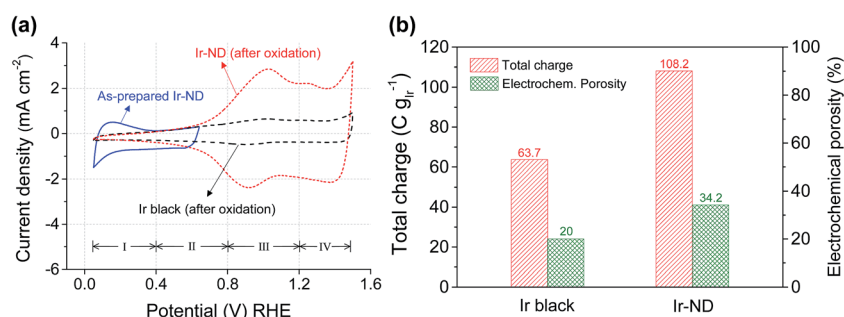 (a)
Current density (mA cm⁻²)
4
2
0
-2
-4
-6
Ir-ND (after oxidation)
As-prepared Ir-ND
Ir black (after oxidation)
I II III IV
0.0 0.4 0.8 1.2 1.6
Potential (V) RHE
(b)
Total charge (C g_Ir⁻¹)
120
100
80
60
40
20
0
Total charge
Electrochem. Porosity
63.7
20
108.2
34.2
Ir black Ir-ND
100
80
60
40
20
0
Electrochemical porosity (%)